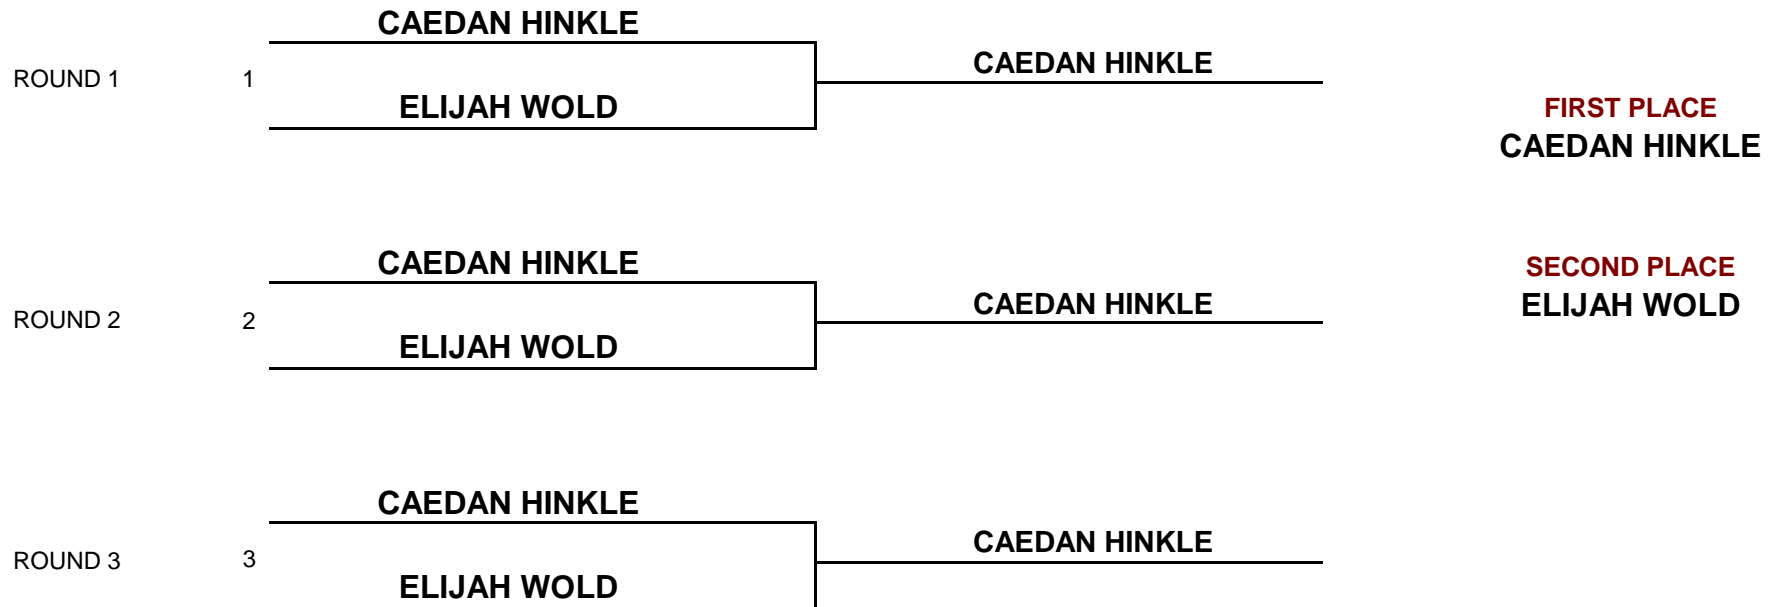 CAEDAN HINKLE
CAEDAN HINKLE
ROUND 1 1
ELIJAH WOLD
FIRST PLACE
CAEDAN HINKLE
CAEDAN HINKLE
SECOND PLACE
CAEDAN HINKLE
ELIJAH WOLD
ROUND 2 2
ELIJAH WOLD
CAEDAN HINKLE
CAEDAN HINKLE
ROUND 3 3
ELIJAH WOLD